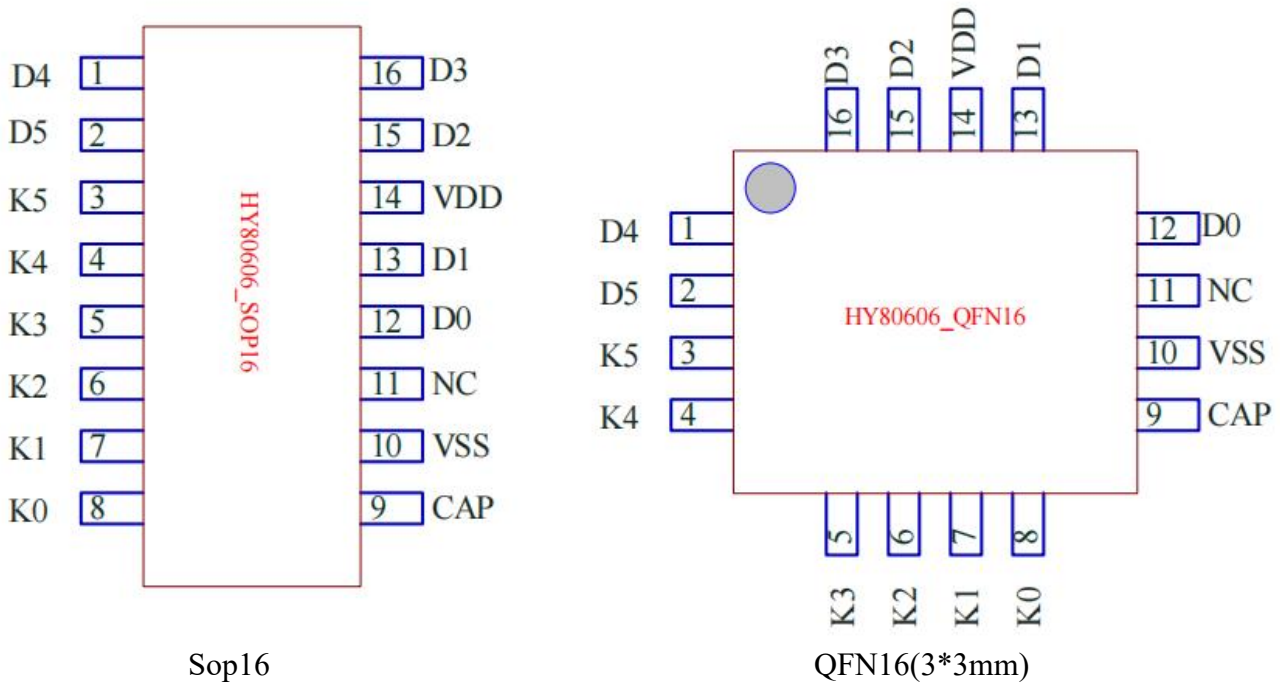 D4 1 16 D3
D5 2 15 D2
K5 3 14 VDD
K4 4 13 D1
K3 5 12 D0
K2 6 11 NC
K1 7 10 VSS
K0 8 9 CAP
HY80606_SOP16
Sop16
D3 D2 VDD D1
16 15 14 13
D4 1 12 D0
D5 2 11 NC
K5 3 10 VSS
K4 4 9 CAP
HY80606_QFN16
5 6 7 8
K3 K2 K1 K0
QFN16(3*3mm)